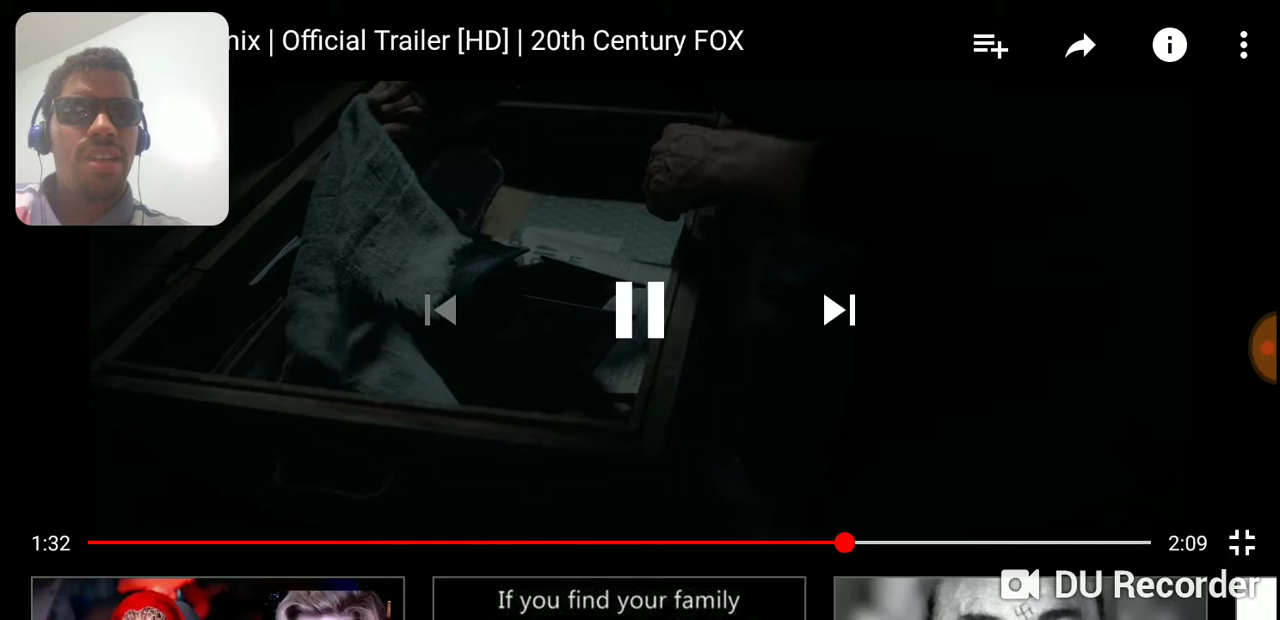 nix | Official Trailer [HD] | 20th Century FOX
1:32
2:09
DU Recorder
If you find your family